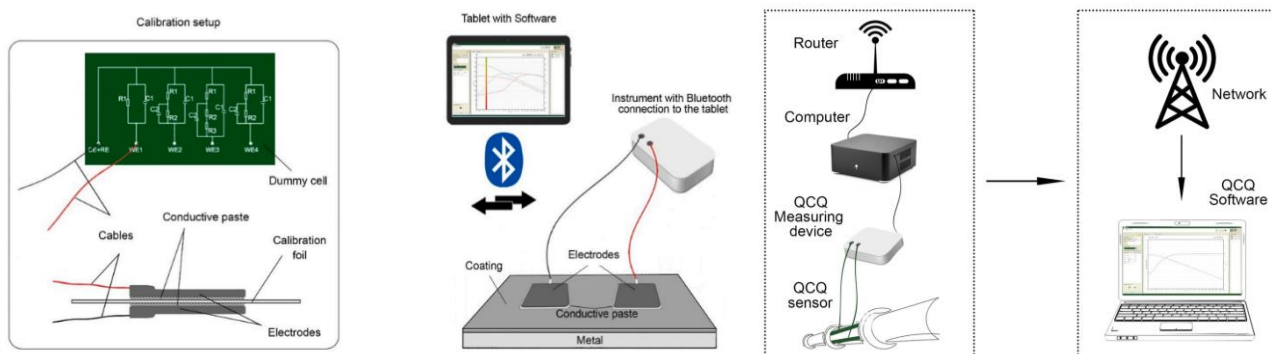 Calibration setup
R1
C1
R1
C1
C2
R2
R1
C1
C2
R2
R3
R1
C1
C2
R2
CE+RE
WE1
WE2
WE3
WE4
Dummy cell
Conductive paste
Cables
Calibration
foil
Electrodes
Tablet with Software
Instrument with Bluetooth
connection to the tablet
Coating
Electrodes
Conductive paste
Metal
Router
Computer
QCQ
Measuring
device
QCQ
sensor
Network
QCQ
Software